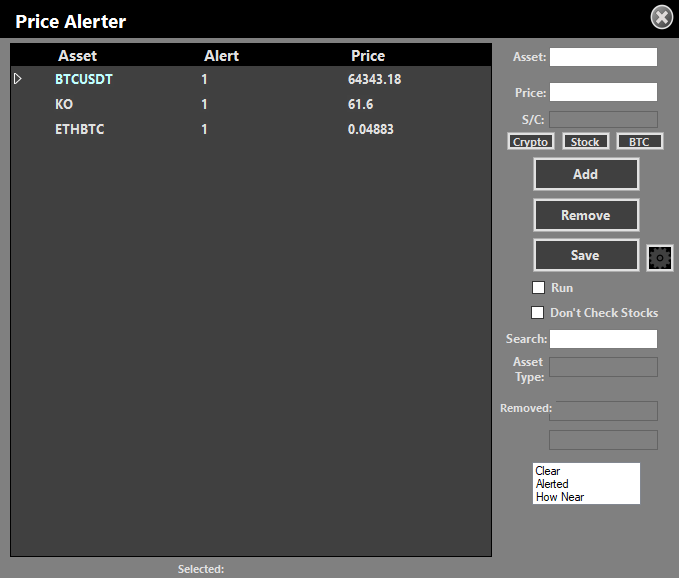 Price Alerter
Asset Alert Price
BTCUSDT 1 64343.18
KO 1 61.6
ETHBTC 1 0.04883
Asset:
Price:
S/C:
Crypto Stock BTC
Add
Remove
Save
Run
Don't Check Stocks
Search:
Asset
Type:
Removed:
Clear
Alerted
How Near
Selected: